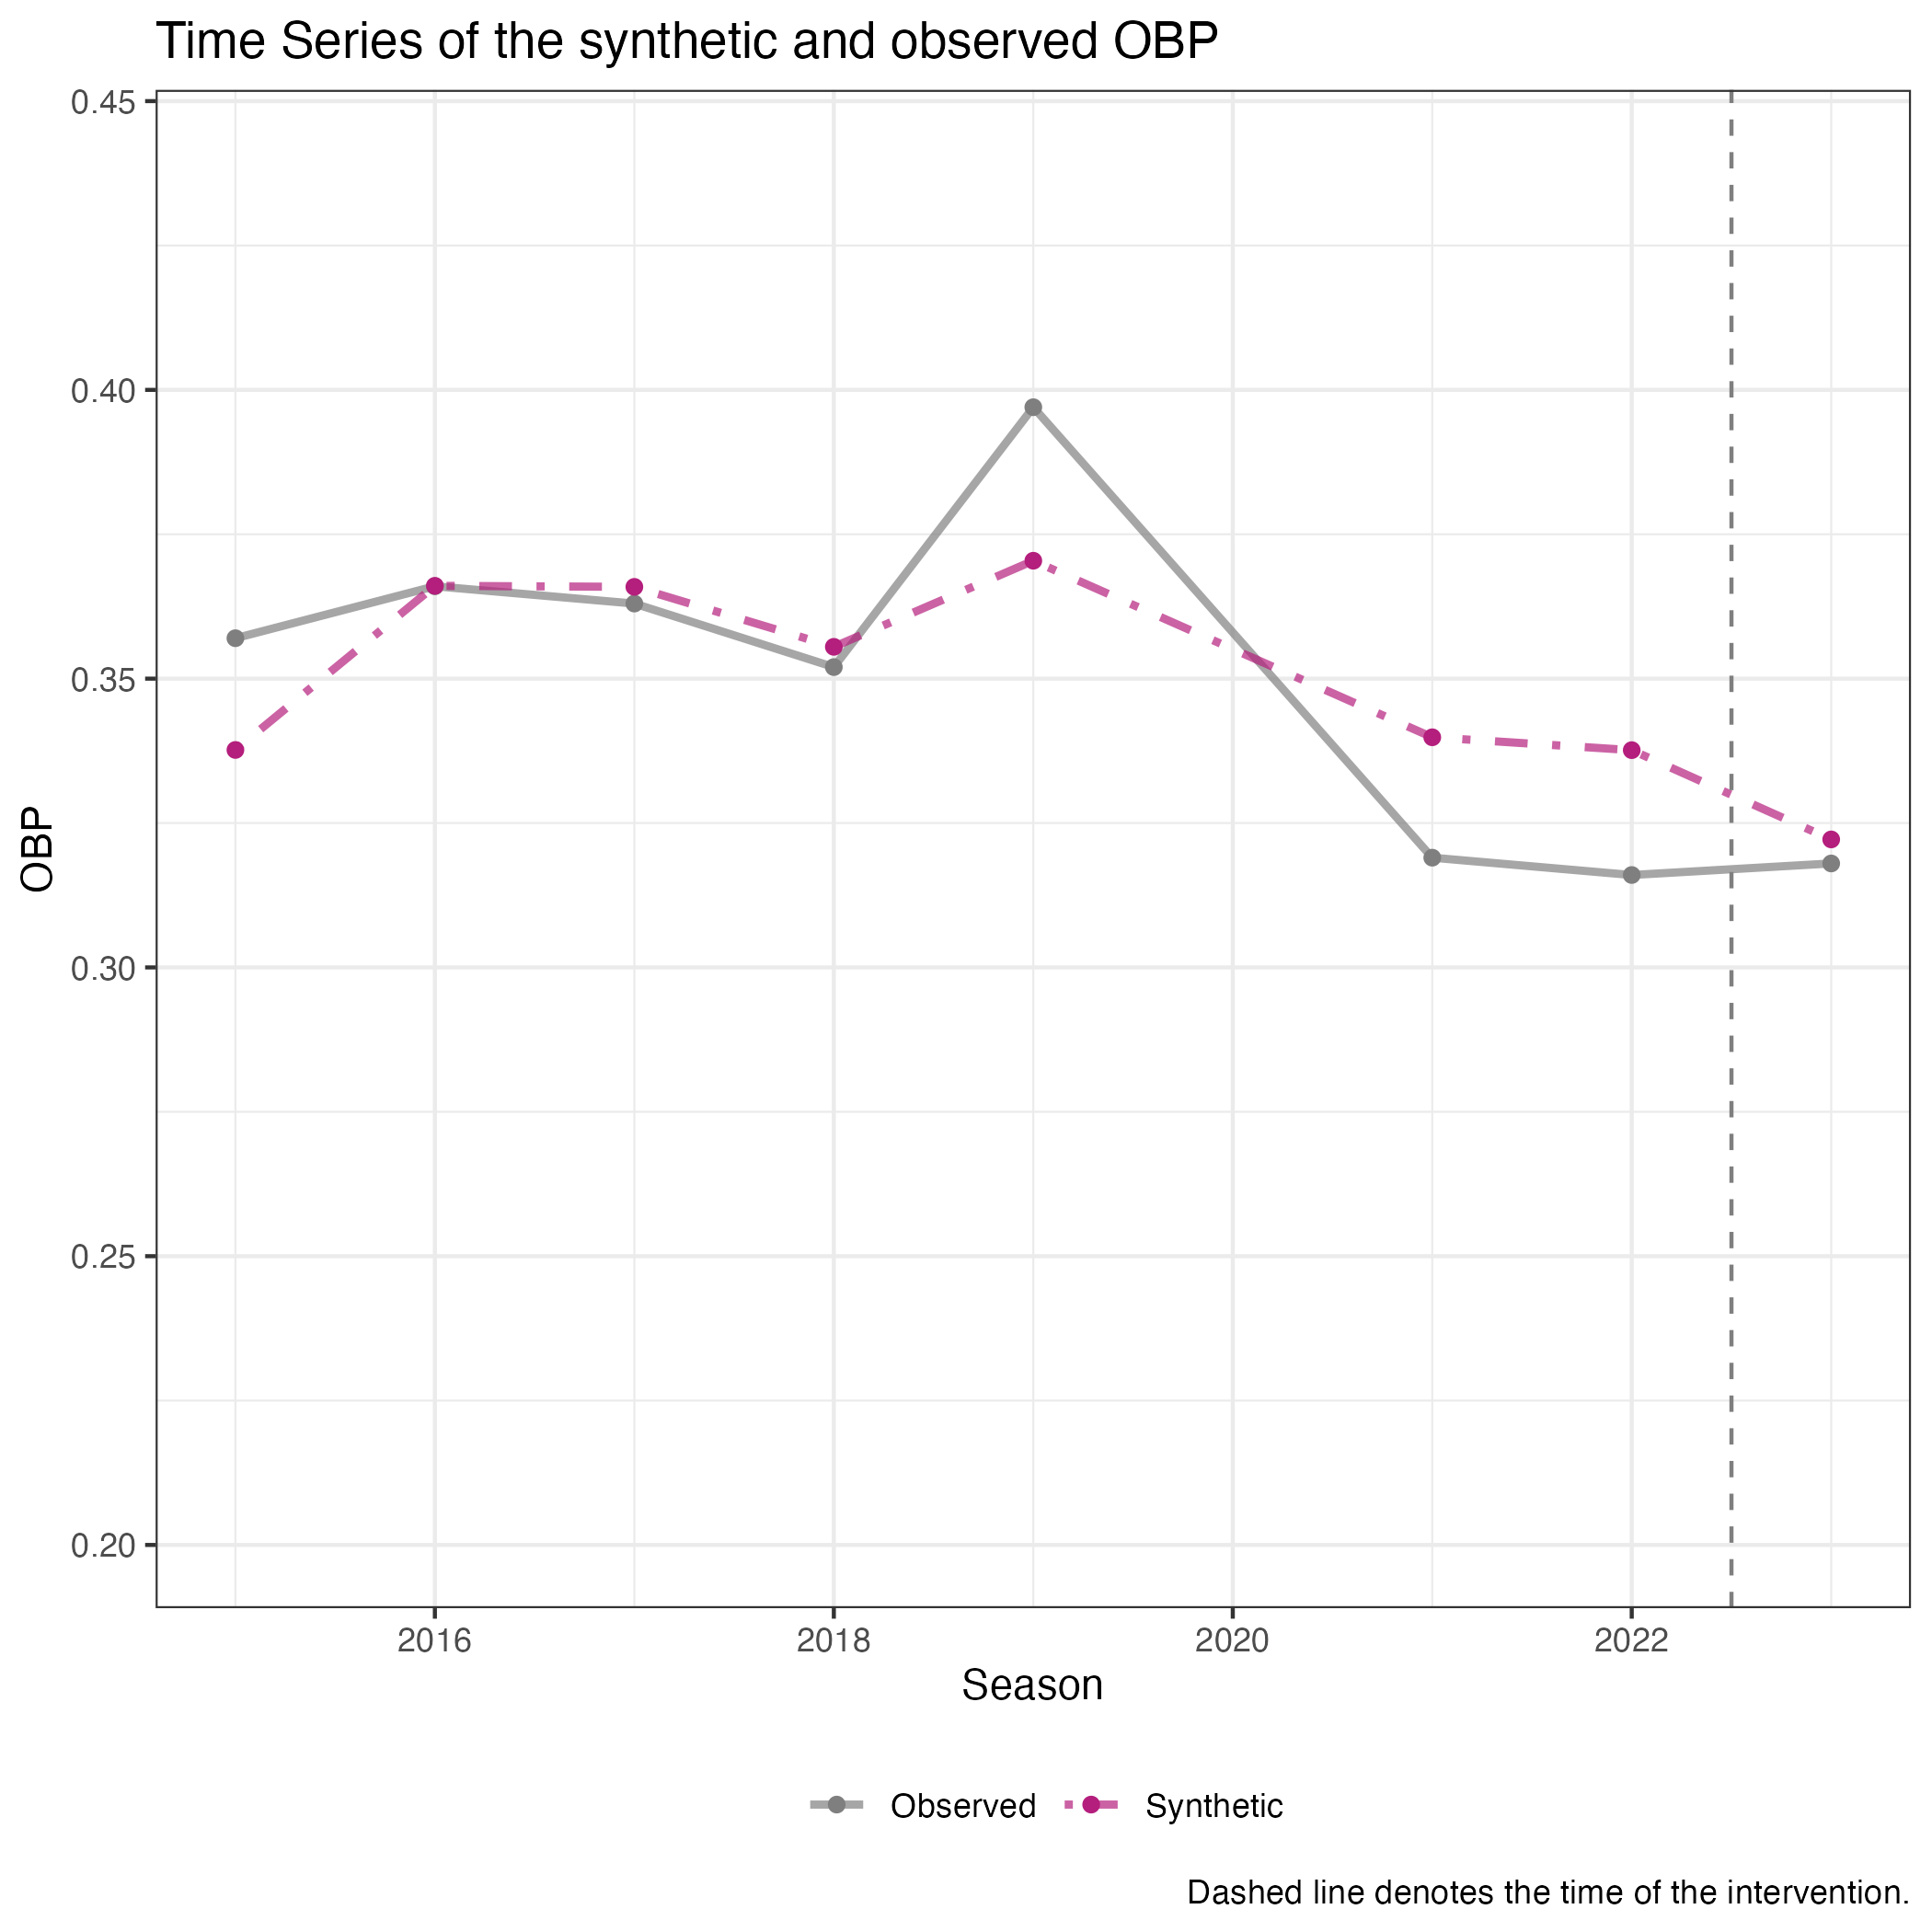 Time Series of the synthetic and observed OBP
0.45
0.40
0.35
0.30
0.25
0.20
OBP
2016 2018 2020 2022
Season
Observed Synthetic
Dashed line denotes the time of the intervention.